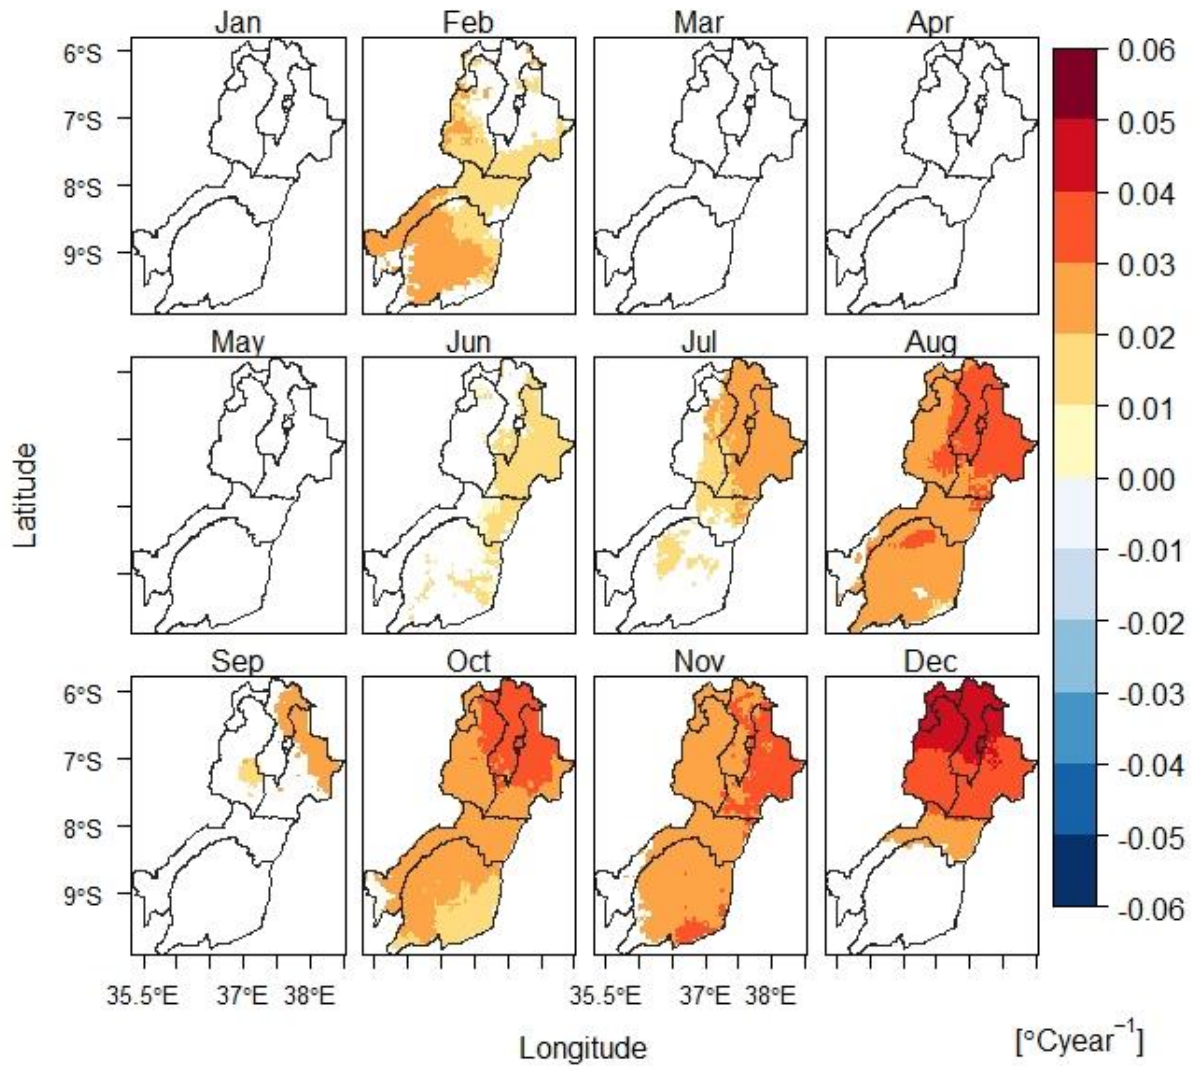 Jan Feb Mar Apr
6°S
7°S
8°S
9°S
May Jun Jul Aug
Sep Oct Nov Dec
6°S
7°S
8°S
9°S
35.5°E 37°E 38°E 35.5°E 37°E 38°E
Latitude
Longitude
0.06
0.05
0.04
0.03
0.02
0.01
0.00
-0.01
-0.02
-0.03
-0.04
-0.05
-0.06
[°Cyear⁻¹]